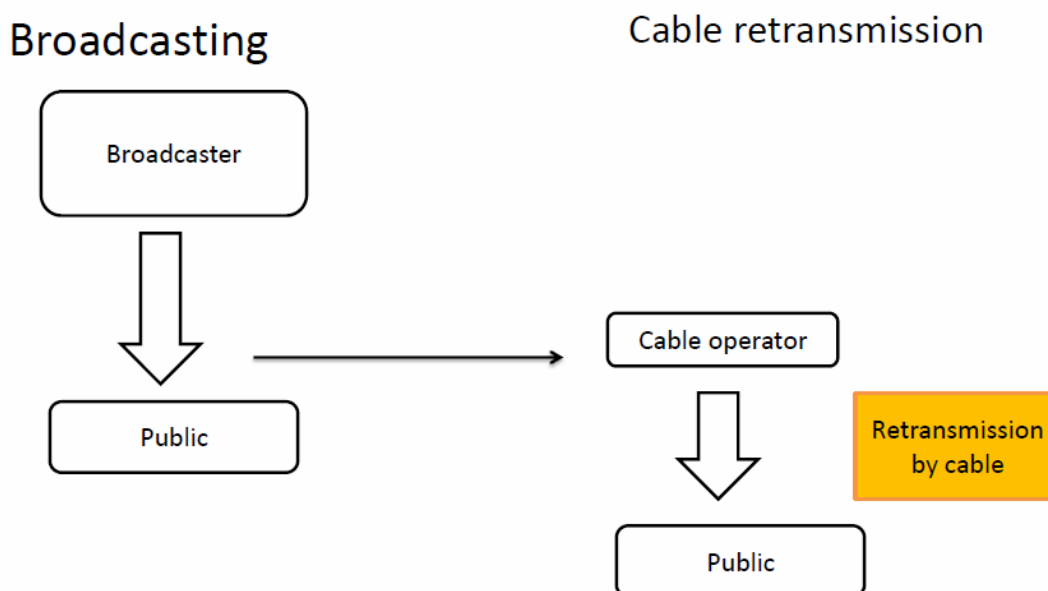 Broadcasting
Cable retransmission
Broadcaster
Cable operator
Public
Retransmission
by cable
Public